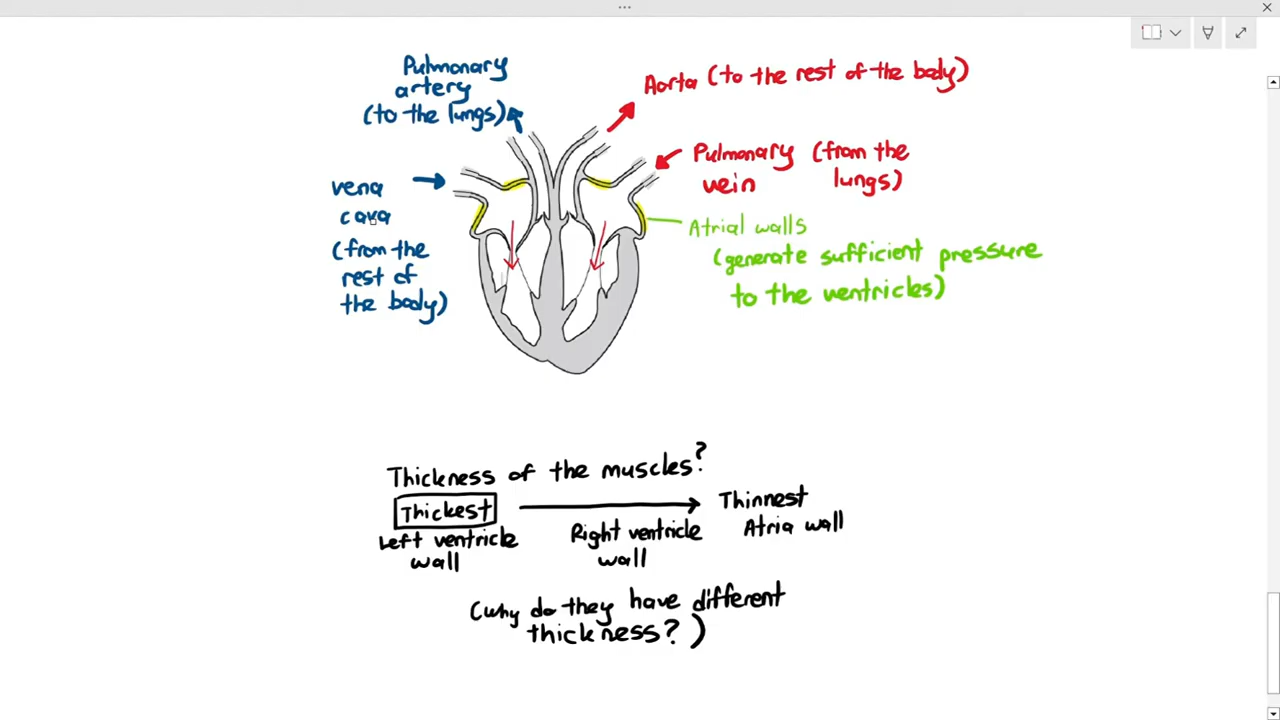 Pulmonary
artery
(to the lungs)
Aorta (to the rest of the body)
Pulmonary (from the
vein lungs)
vena
cava
(from the
rest of
the body)
Atrial walls
(generate sufficient pressure
to the ventricles)
Thickness of the muscles?
Thickest
Thinnest
Left ventricle
wall
Right ventricle
wall
Atria wall
(why do they have different
thickness?)